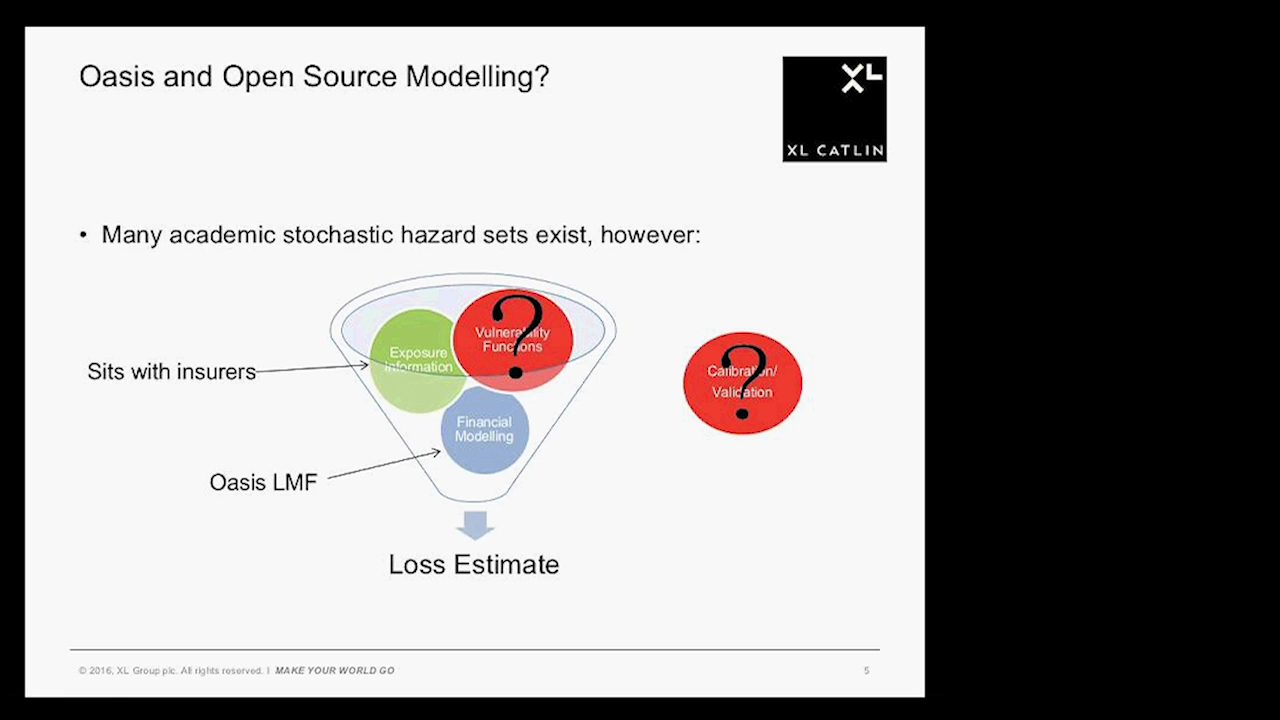 Oasis and Open Source Modelling?
XL
XL CATLIN
• Many academic stochastic hazard sets exist, however:
?
Vulnerability
Functions
Exposure
Information
Sits with insurers
?
Calibration/
Validation
Financial
Modelling
Oasis LMF
Loss Estimate
© 2016, XL Group plc. All rights reserved. I MAKE YOUR WORLD GO
5